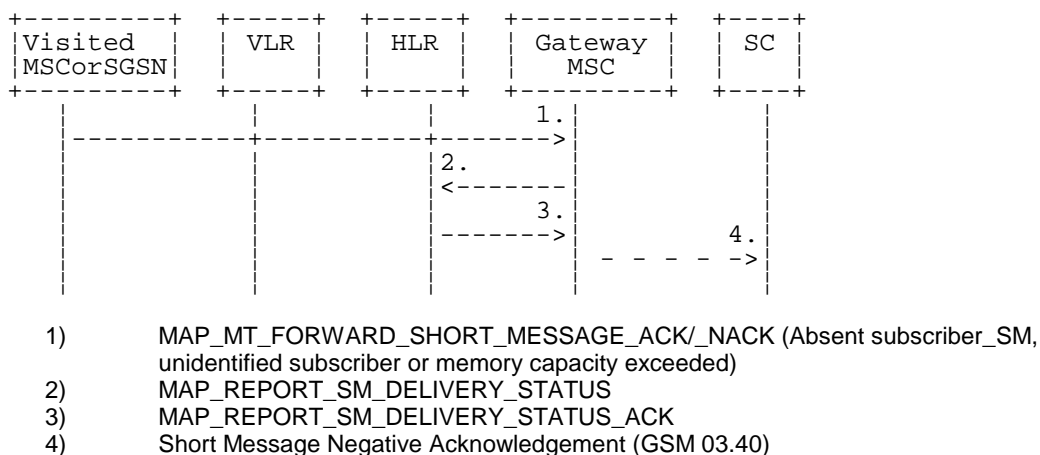 Visited VLR HLR Gateway SC
MSCorSGSN MSC
1.
2.
3.
4.
1) MAP_MT_FORWARD_SHORT_MESSAGE_ACK/_NACK (Absent subscriber_SM,
unidentified subscriber or memory capacity exceeded)
2) MAP_REPORT_SM_DELIVERY_STATUS
3) MAP_REPORT_SM_DELIVERY_STATUS_ACK
4) Short Message Negative Acknowledgement (GSM 03.40)